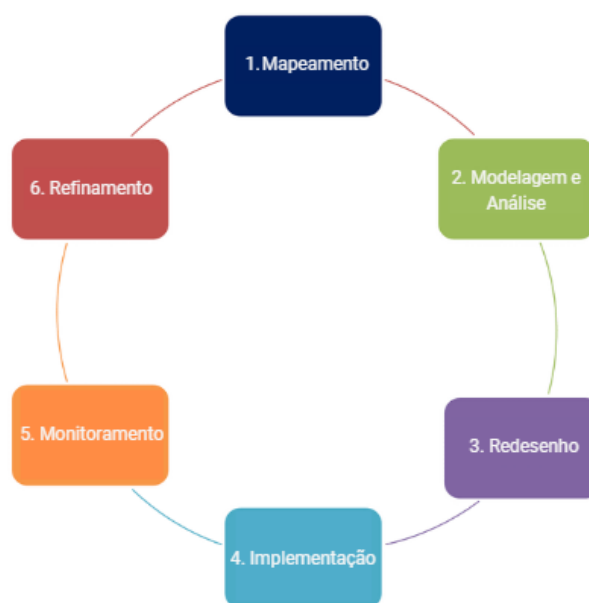 1. Mapeamento
2. Modelagem e
Análise
3. Redesenho
4. Implementação
5. Monitoramento
6. Refinamento